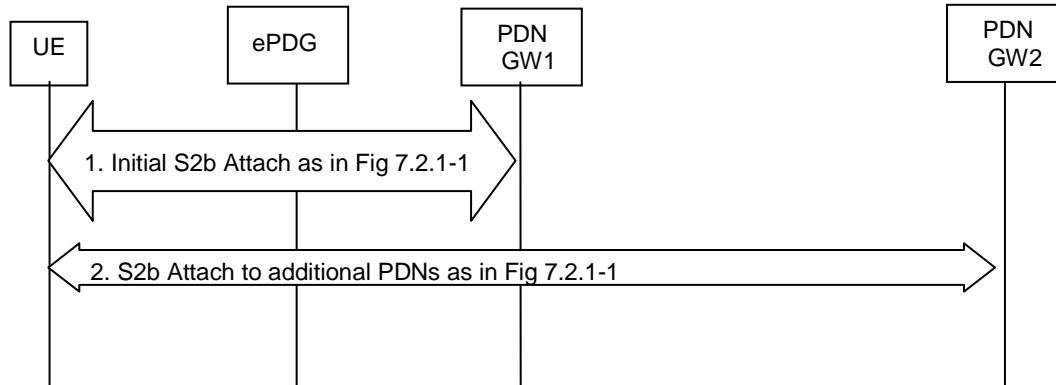 UE
ePDG
PDN
GW1
PDN
GW2
1. Initial S2b Attach as in Fig 7.2.1-1
2. S2b Attach to additional PDNs as in Fig 7.2.1-1